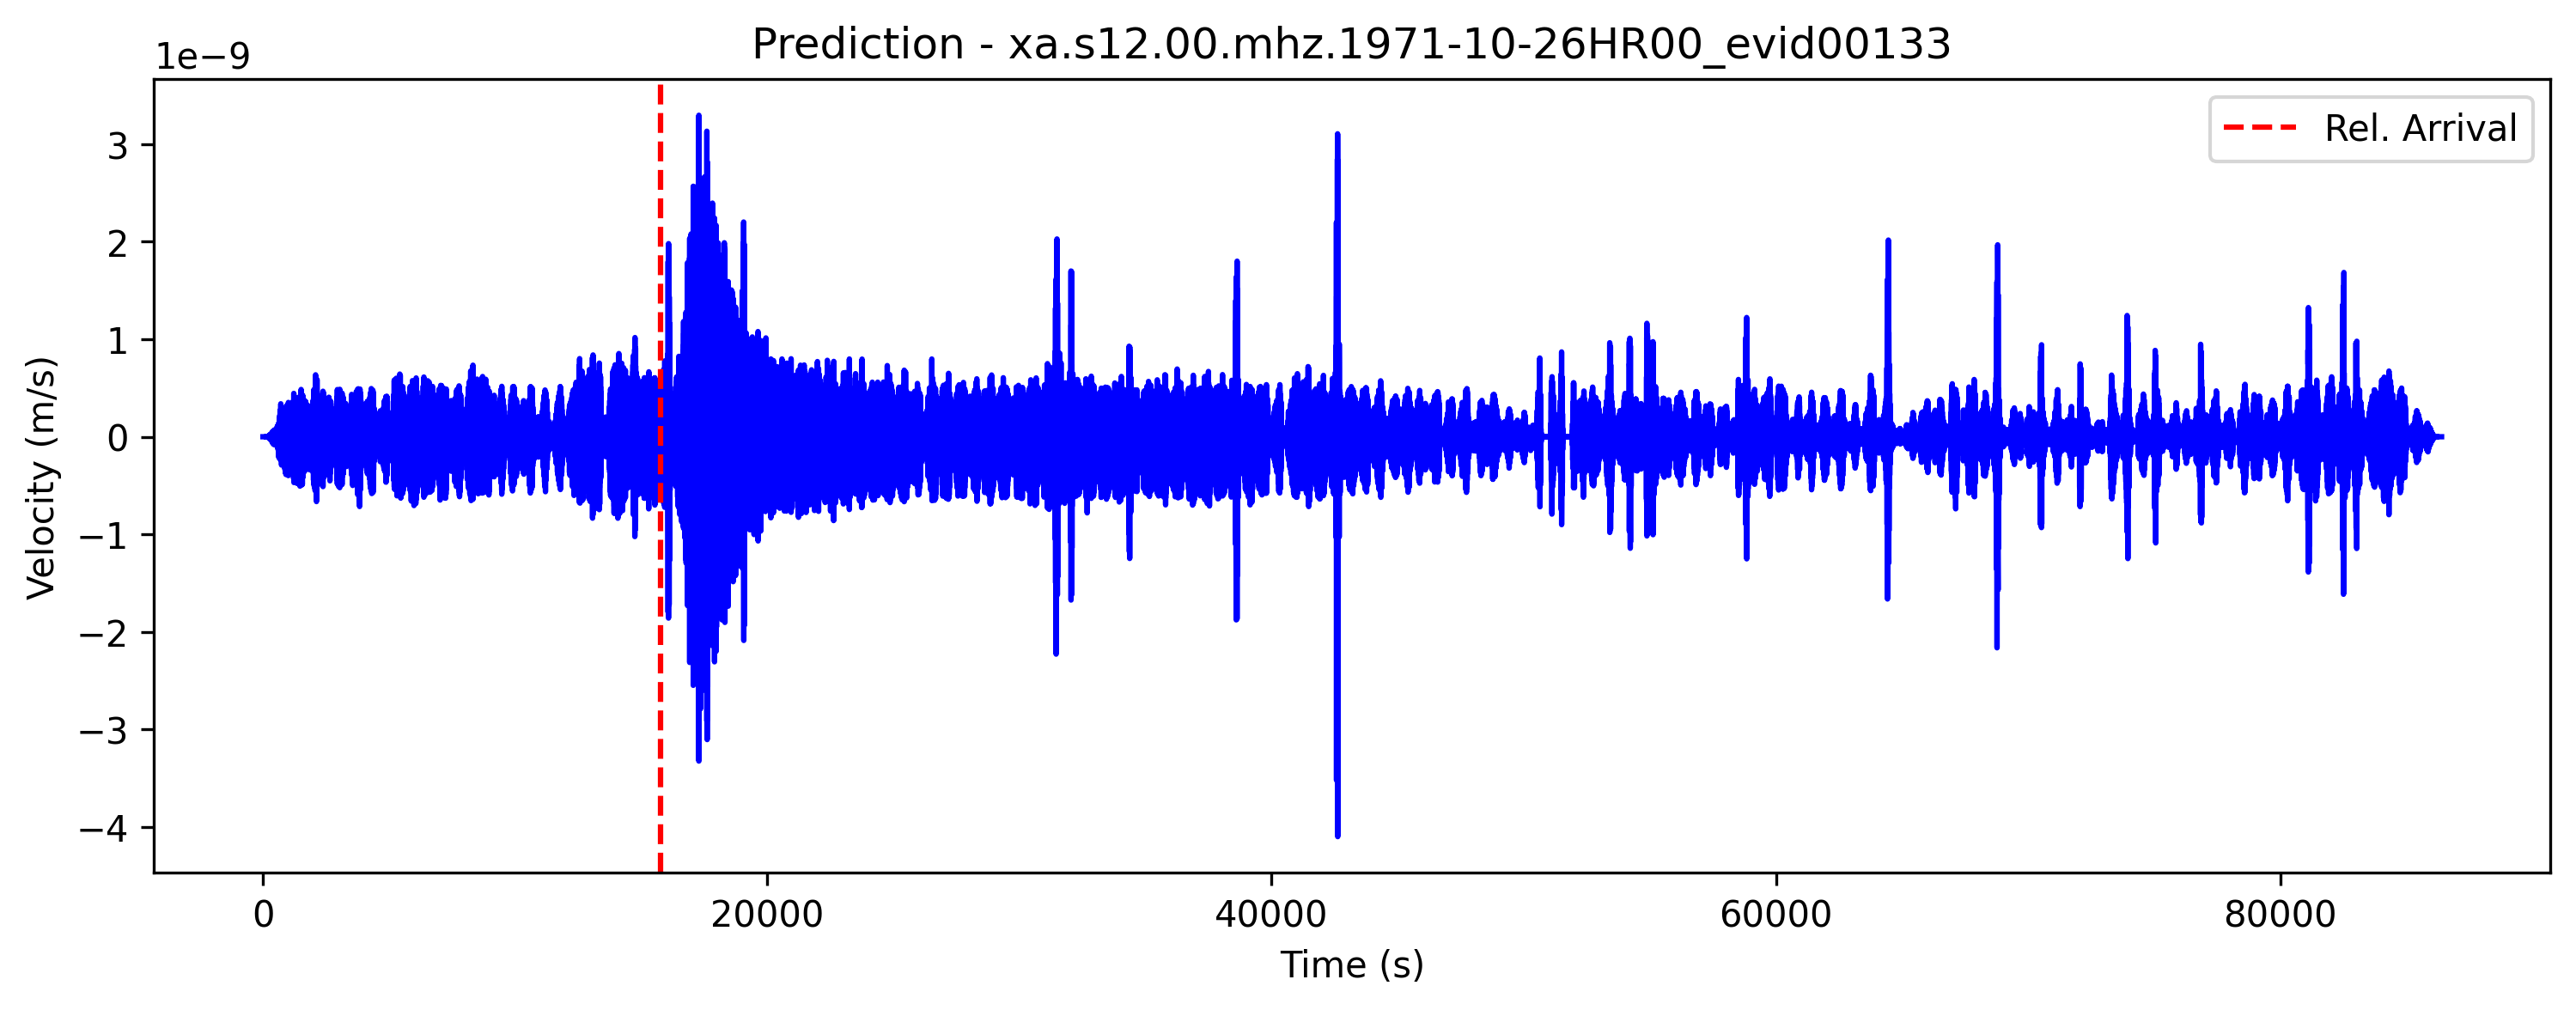 Prediction - xa.s12.00.mhz.1971-10-26HR00_evid00133
1e−9
Rel. Arrival
3
2
1
0
−1
−2
−3
−4
Velocity (m/s)
0 20000 40000 60000 80000
Time (s)